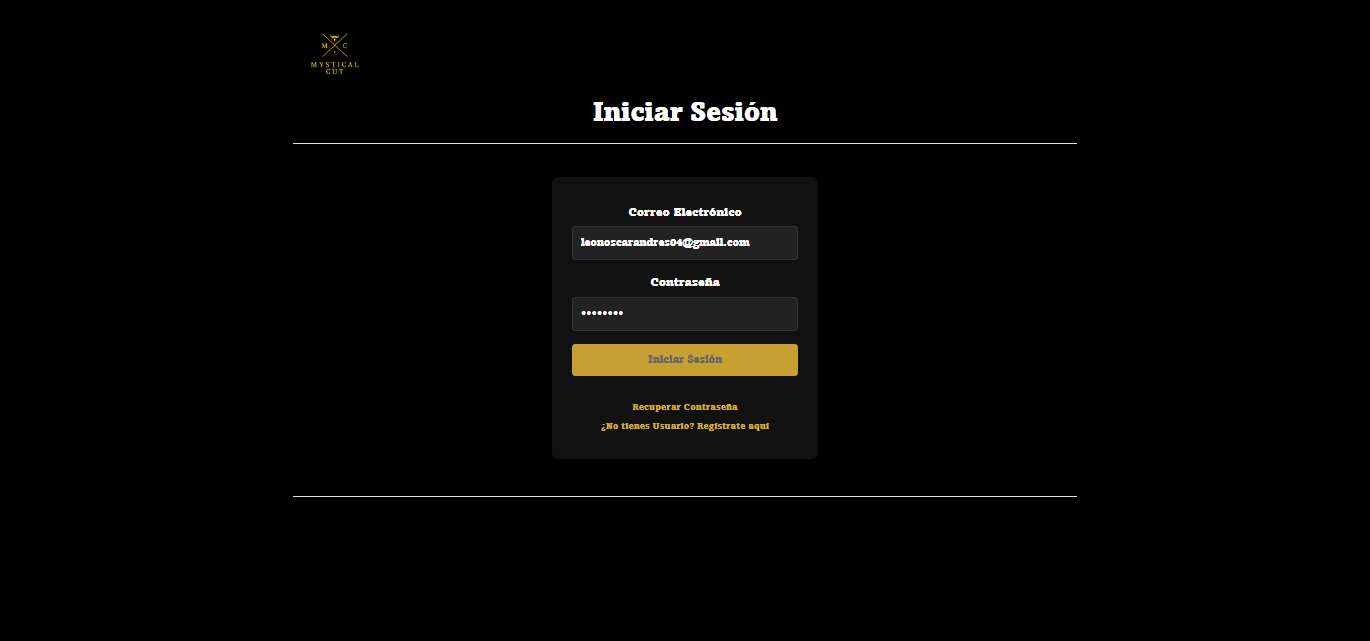 M C
MYSTICAL
CUT
Iniciar Sesión
Correo Electrónico
leonoscarandres04@gmail.com
Contraseña
••••••••
Iniciar Sesión
Recuperar Contraseña
¿No tienes Usuario? Registrate aquí